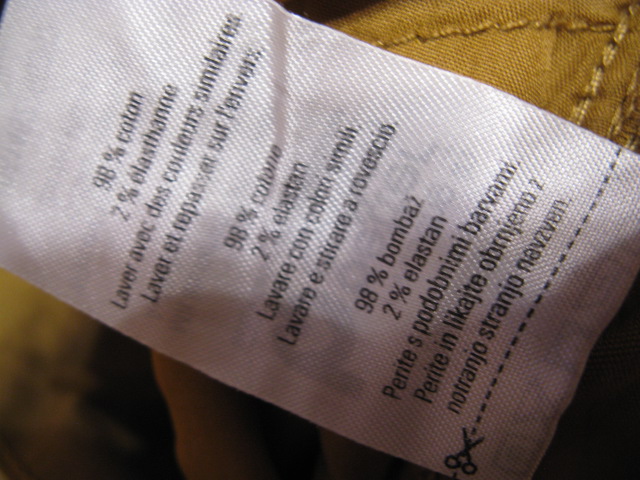 98 % coton
2 % élasthanne
Laver avec des couleurs similaires
Laver et repasser sur l'envers
98 % cotone
2 % elastan
Lavare con colori simili
Lavare e stirare a rovescio
98 % bombaž
2 % elastan
Perite s podobnimi barvami
Perite in likajte obrnjeno z
notranjo stranjo navzven